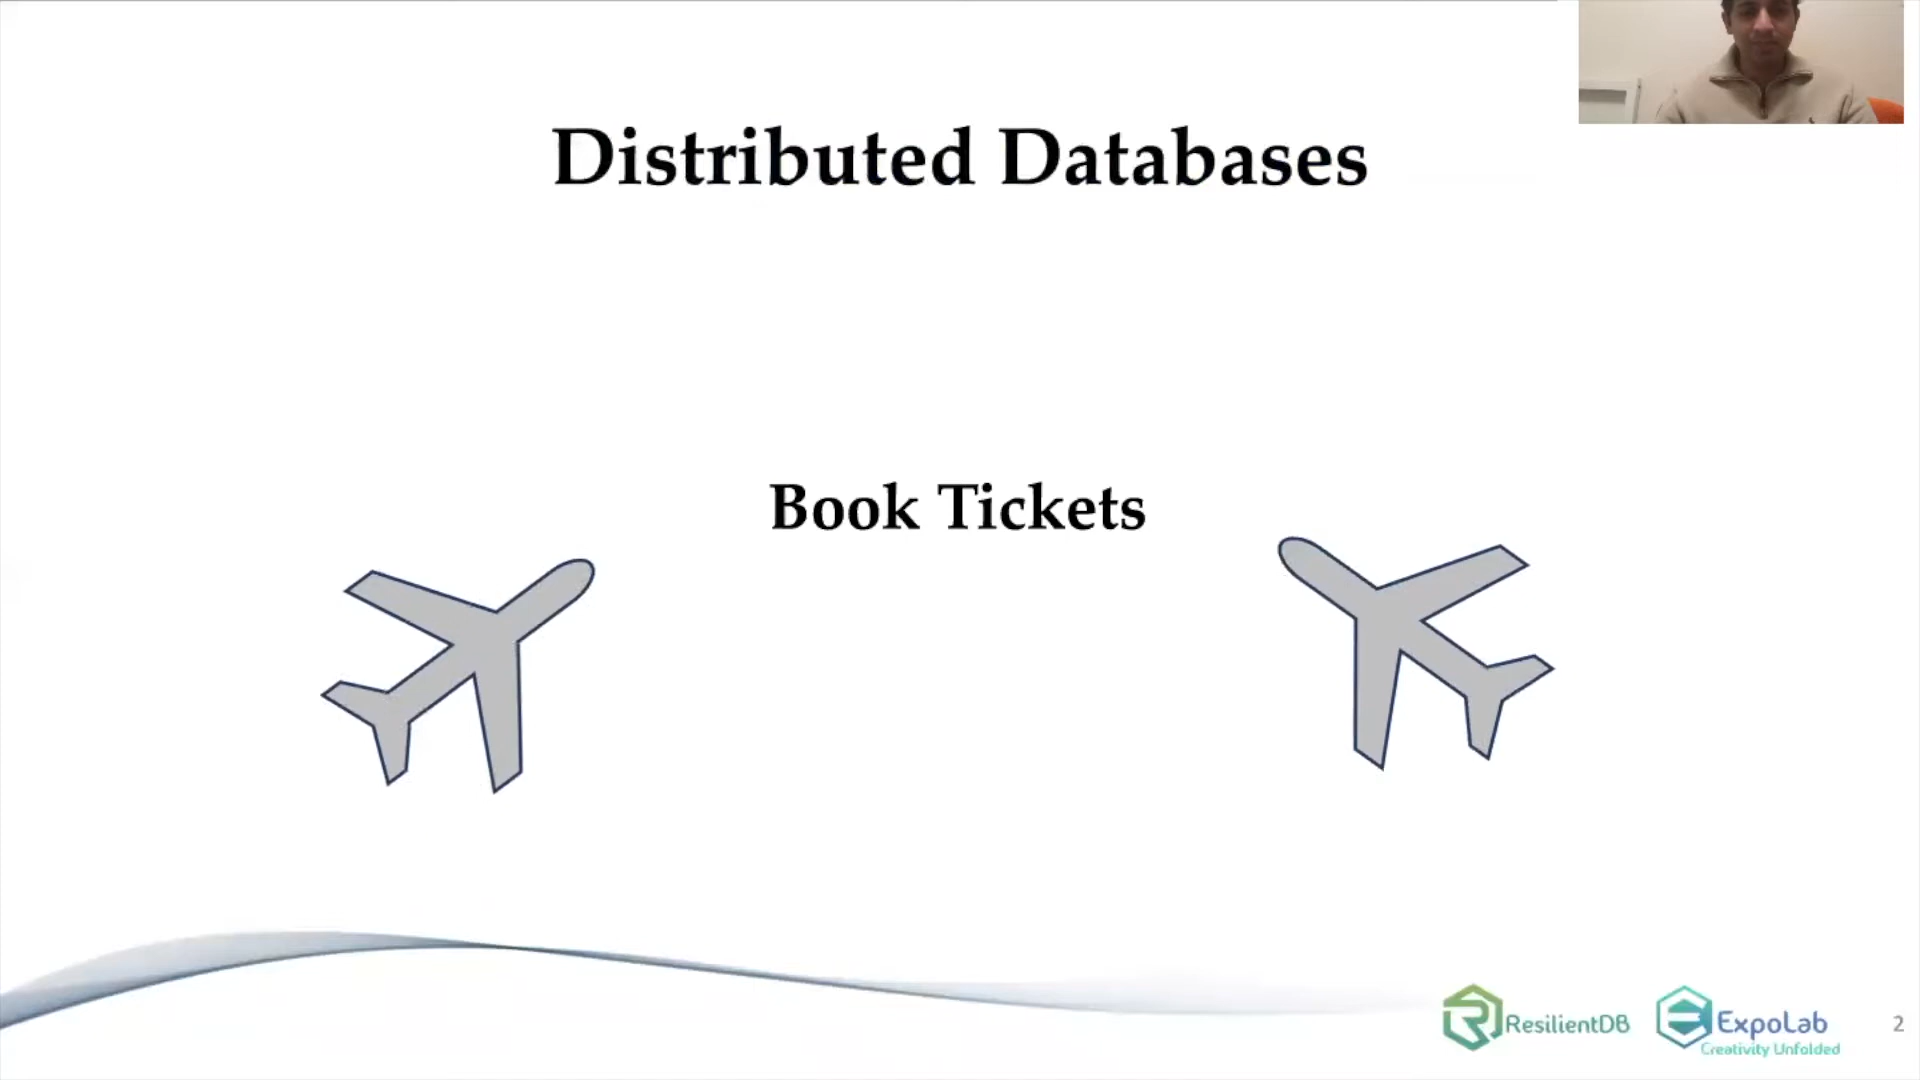 Distributed Databases
Book Tickets
ResilientDB
ExpoLab
Creativity Unfolded
2